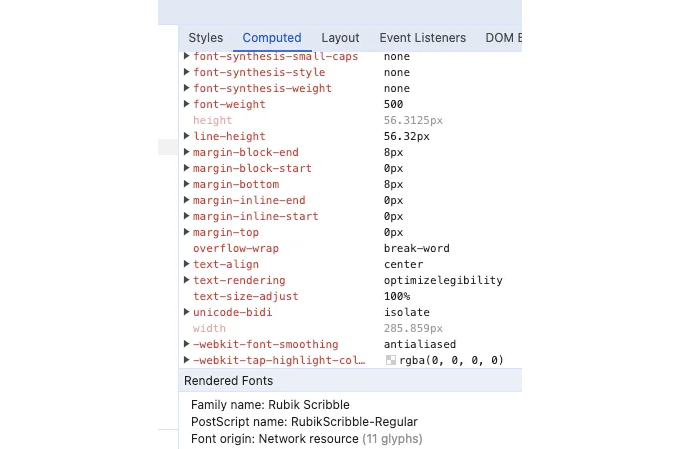 Styles Computed Layout Event Listeners DOM
font-synthesis-small-caps none
font-synthesis-style none
font-synthesis-weight none
font-weight 500
height 56.3125px
line-height 56.32px
margin-block-end 8px
margin-block-start 0px
margin-bottom 8px
margin-inline-end 0px
margin-inline-start 0px
margin-top 0px
overflow-wrap break-word
text-align center
text-rendering optimizelegibility
text-size-adjust 100%
unicode-bidi isolate
width 285.859px
-webkit-font-smoothing antialiased
-webkit-tap-highlight-col… rgba(0, 0, 0, 0)
Rendered Fonts
Family name: Rubik Scribble
PostScript name: RubikScribble-Regular
Font origin: Network resource (11 glyphs)